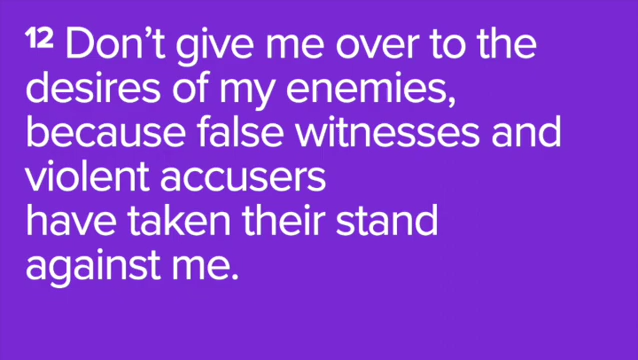 12 Don’t give me over to the
desires of my enemies,
because false witnesses and
violent accusers
have taken their stand
against me.